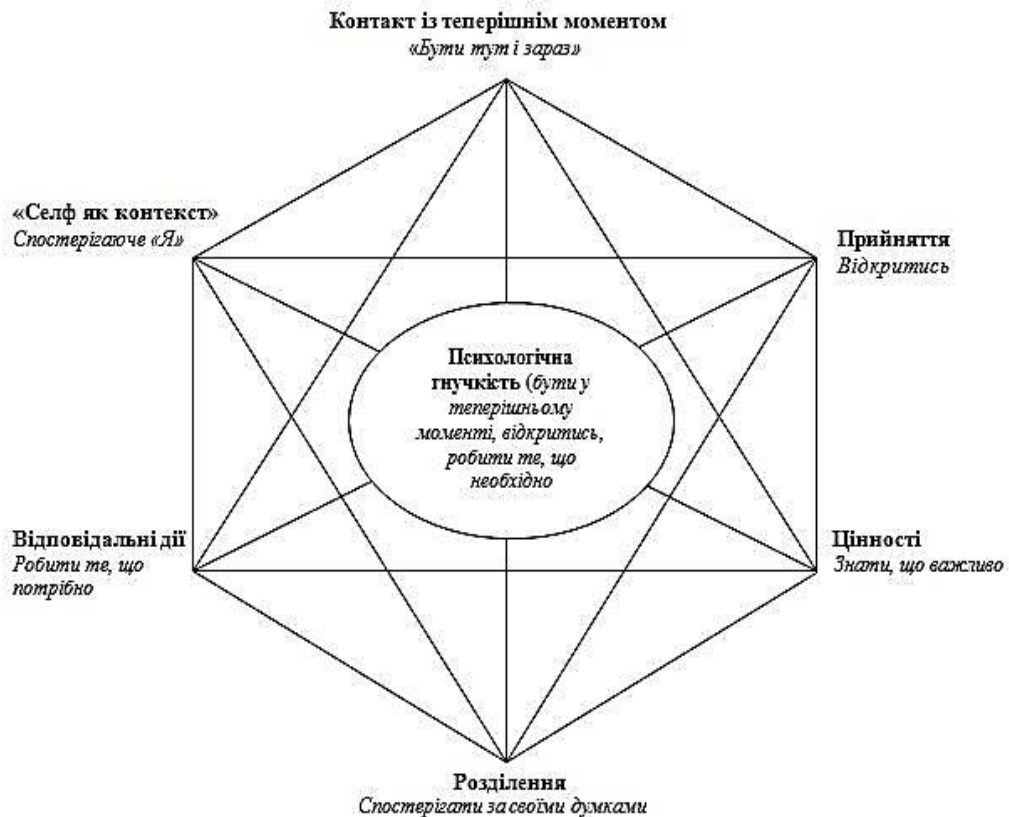 Контакт із теперішнім моментом
«Бути тут і зараз»
«Селф як контекст»
Спостерігаюче «Я»
Прийняття
Відкритись
Психологічна
гнучкість (бути у
теперішньому
моменті, відкритись,
робити те, що
необхідно
Відповідальні дії
Робити те, що
потрібно
Цінності
Знати, що важливо
Розділення
Спостерігати за своїми думками